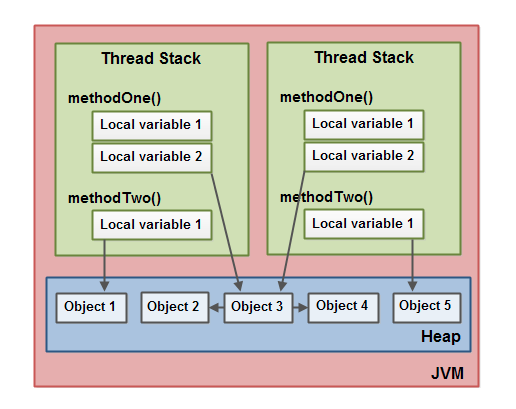 Thread Stack
methodOne()
Local variable 1
Local variable 2
methodTwo()
Local variable 1
Thread Stack
methodOne()
Local variable 1
Local variable 2
methodTwo()
Local variable 1
Object 1
Object 2
Object 3
Object 4
Object 5
Heap
JVM